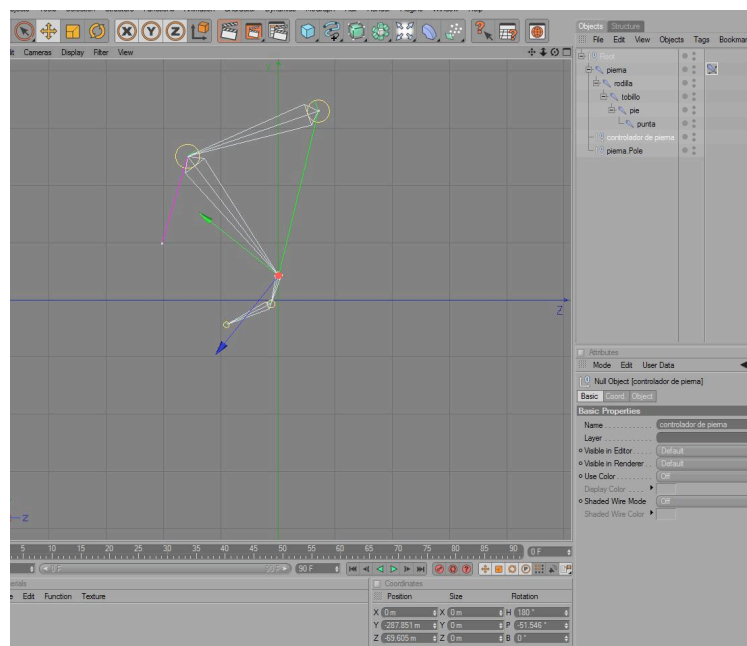 Objects Structure
Cameras Display Filter View
File Edit View Objects Tags Bookmar
Root
pierna
rodilla
tobillo
pie
punta
controlador de pierna
pierna.Pole
Y
Z
Z
Attributes
Mode Edit User Data
Null Object [controlador de pierna]
Basic Coord. Object
Basic Properties
Name controlador de pierna
Layer
Visible in Editor Default
Visible in Renderer Default
Use Color Off
Display Color
Shaded Wire Mode Off
Shaded Wire Color
5 10 15 20 25 30 35 40 45 50 55 60 65 70 75 80 85 90 0 F
0 F 90 F 90 F
erials
Edit Function Texture
Coordinates
Position Size Rotation
X 0 m X 0 m H 180 °
Y -287.851 m Y 0 m P -51.546 °
Z -69.605 m Z 0 m B 0 °